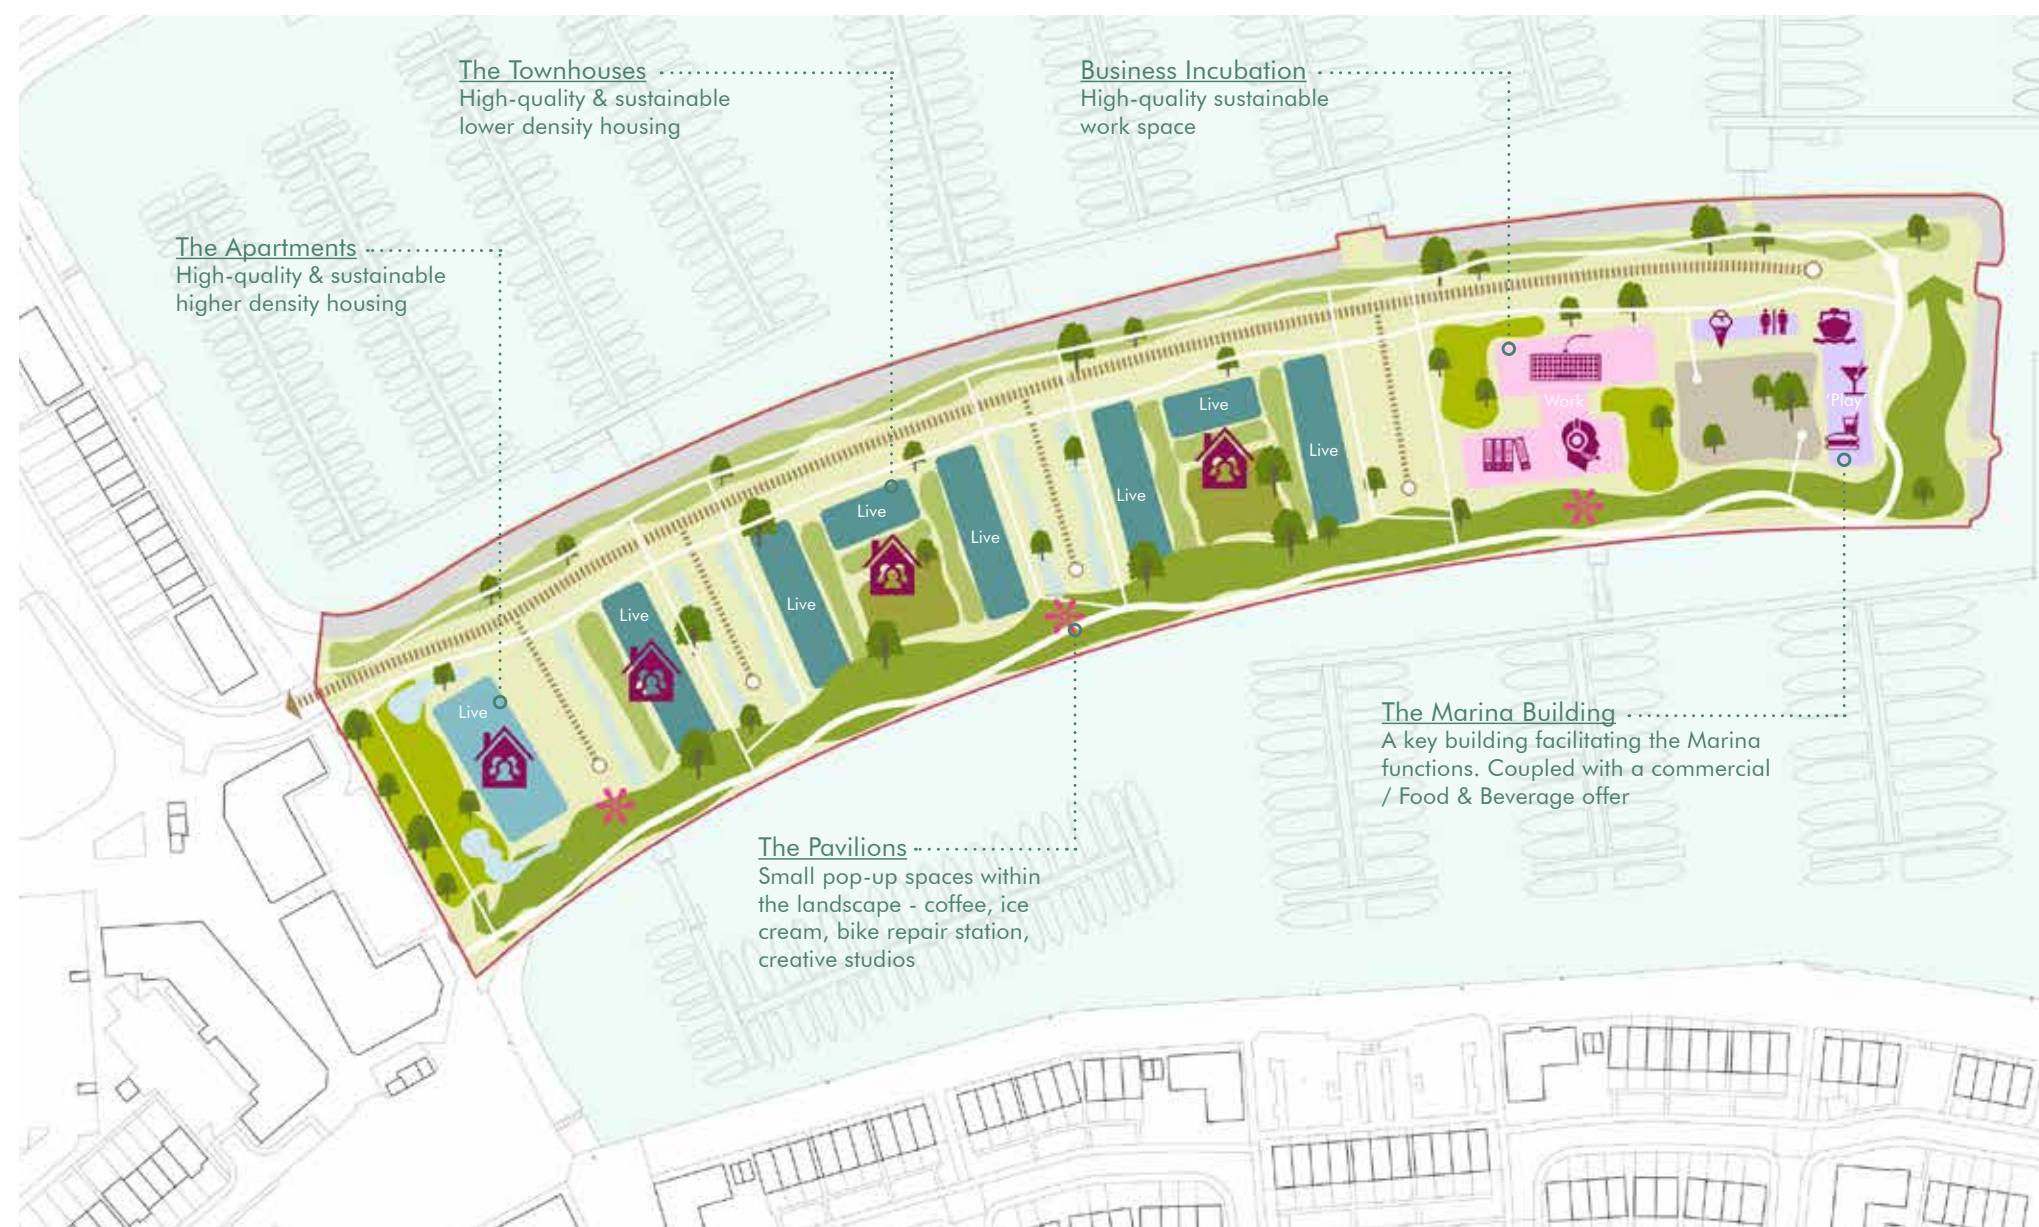 The Townhouses
High-quality & sustainable
lower density housing
Business Incubation
High-quality sustainable
work space
The Apartments
High-quality & sustainable
higher density housing
Live
Live
Live
Live
Live
Live
Live
Live
Live
Work
‘Play’
The Marina Building
A key building facilitating the Marina
functions. Coupled with a commercial
/ Food & Beverage offer
The Pavilions
Small pop-up spaces within
the landscape - coffee, ice
cream, bike repair station,
creative studios